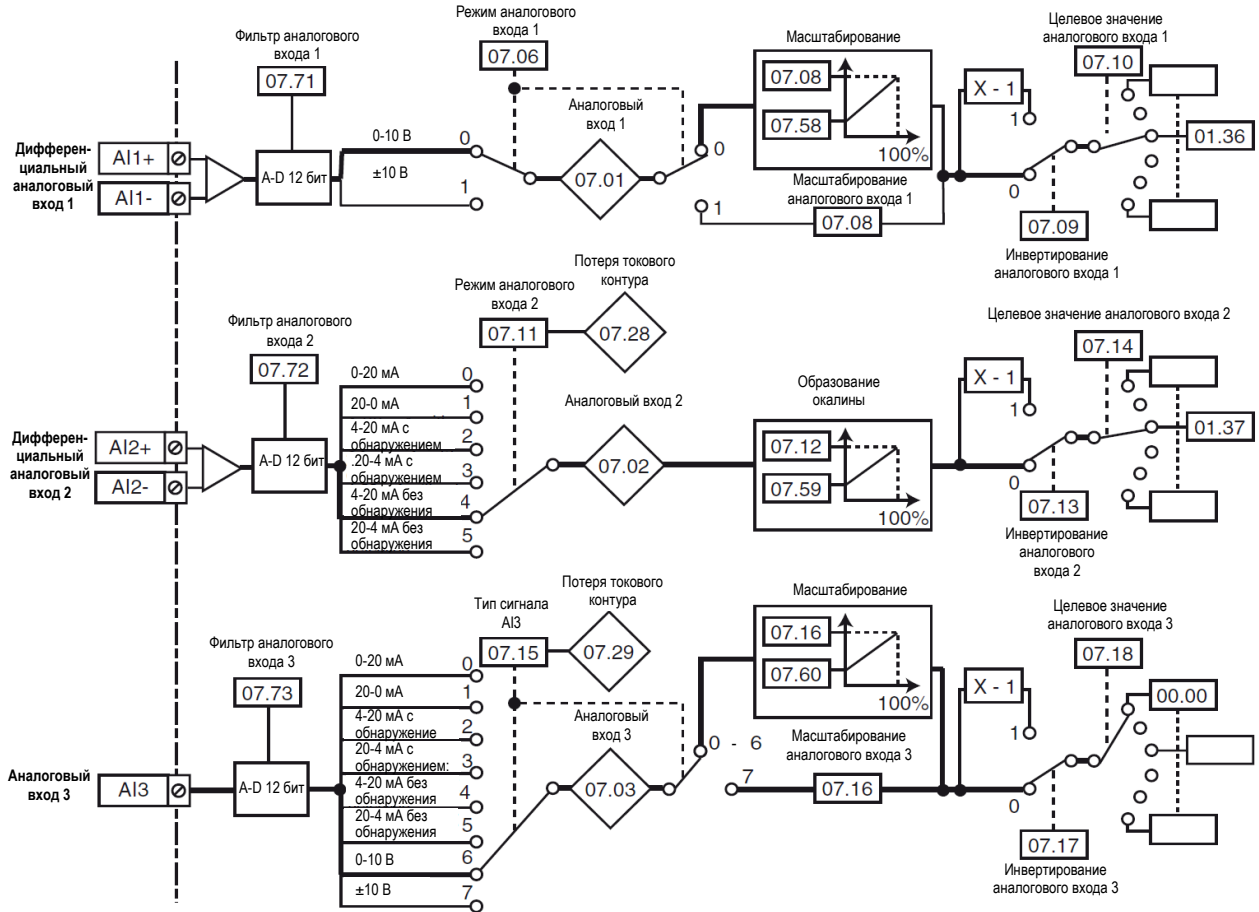 Фильтр аналогового
входа 1
07.71
Режим аналогового
входа 1
07.06
Масштабирование
07.08
07.58
100%
Целевое значение
аналогового входа 1
07.10
Дифферен-
циальный
аналоговый
вход 1
AI1+
AI1-
A-D 12 бит
0-10 В
±10 В
0
1
Аналоговый
вход 1
07.01
0
1
Масштабирование
аналогового входа 1
07.08
X - 1
1
0
01.36
07.09
Инвертирование
аналогового входа 1
Фильтр аналогового
входа 2
07.72
Режим аналогового
входа 2
07.11
Потеря токового
контура
07.28
Целевое значение аналогового входа 2
07.14
Дифферен-
циальный
аналоговый
вход 2
AI2+
AI2-
A-D 12 бит
0-20 мА
0
20-0 мА
1
4-20 мА с
обнаружением
2
.20-4 мА с
обнаружением
3
4-20 мА без
обнаружения
4
20-4 мА без
обнаружения
5
Аналоговый вход 2
07.02
Образование
окалины
07.12
07.59
100%
X - 1
1
0
01.37
07.13
Инвертирование
аналогового
входа 2
Фильтр аналогового
входа 3
07.73
Тип сигнала
AI3
07.15
Потеря токового
контура
07.29
Масштабирование
07.16
07.60
100%
Целевое значение
аналогового входа 3
07.18
Аналоговый
вход 3
AI3
A-D 12 бит
0-20 мА
0
20-0 мА
1
4-20 мА с
обнаружение
2
20-4 мА с
обнаружением:
3
4-20 мА без
обнаружения
4
20-4 мА без
обнаружения
5
0-10 В
6
±10 В
7
Аналоговый
вход 3
07.03
0 - 6
7
Масштабирование
аналогового входа 3
07.16
X - 1
1
0
00.00
07.17
Инвертирование
аналогового входа 3